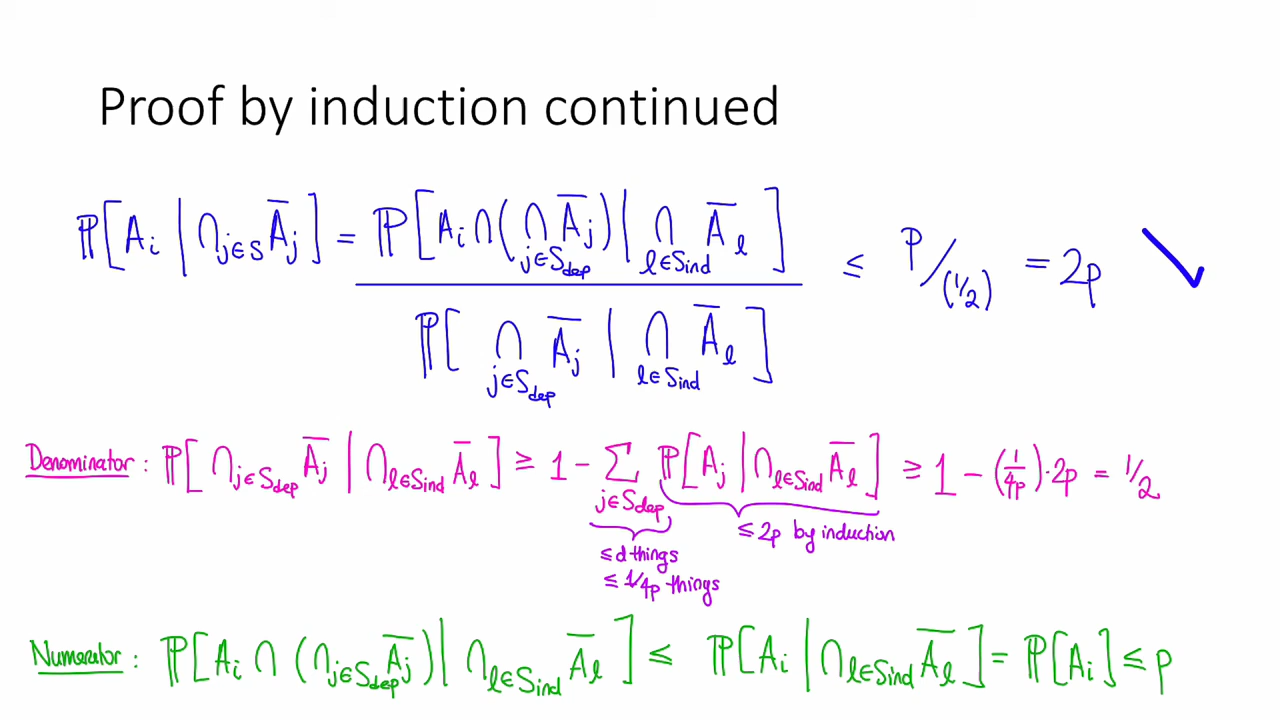 Proof by induction continued
ℙ[A_i | ∩_{j∈S} Ā_j] = ℙ[A_i ∩ (∩_{j∈S_dep} Ā_j) | ∩_{ℓ∈S_ind} Ā_ℓ] / ℙ[∩_{j∈S_dep} Ā_j | ∩_{ℓ∈S_ind} Ā_ℓ] ≤ p/(1/2) = 2p
Denominator: ℙ[∩_{j∈S_dep} Ā_j | ∩_{ℓ∈S_ind} Ā_ℓ] ≥ 1 - ∑_{j∈S_dep} ℙ[A_j | ∩_{ℓ∈S_ind} Ā_ℓ] ≥ 1 - (1/4p)·2p = 1/2
≤ 2p by induction
≤ d things
≤ 1/4p things
Numerator: ℙ[A_i ∩ (∩_{j∈S_dep} Ā_j) | ∩_{ℓ∈S_ind} Ā_ℓ] ≤ ℙ[A_i | ∩_{ℓ∈S_ind} Ā_ℓ] = ℙ[A_i] ≤ p